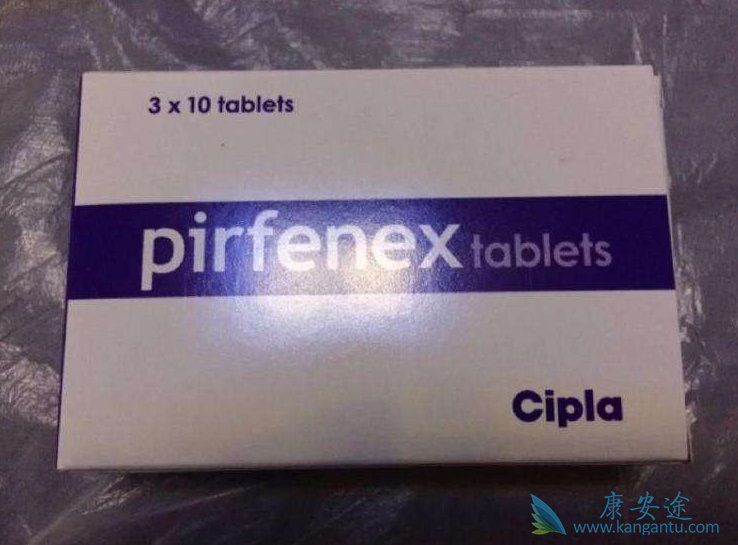 3 x 10 tablets
pirfenex tablets
Cipla
康安途
www.kangantu.com